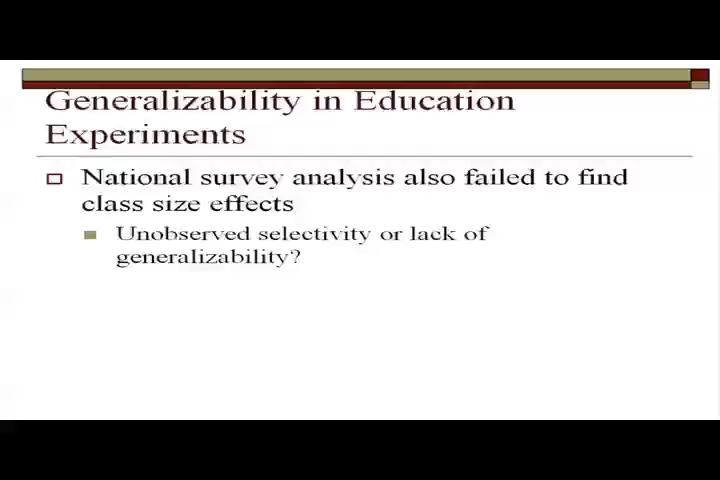 Generalizability in Education
Experiments
National survey analysis also failed to find
class size effects
Unobserved selectivity or lack of
generalizability?